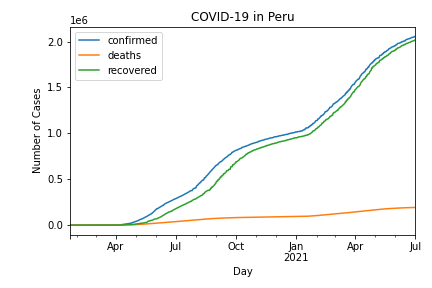 COVID-19 in Peru
1e6
confirmed
deaths
recovered
Number of Cases
2.0
1.5
1.0
0.5
0.0
Apr Jul Oct Jan Apr Jul
2021
Day